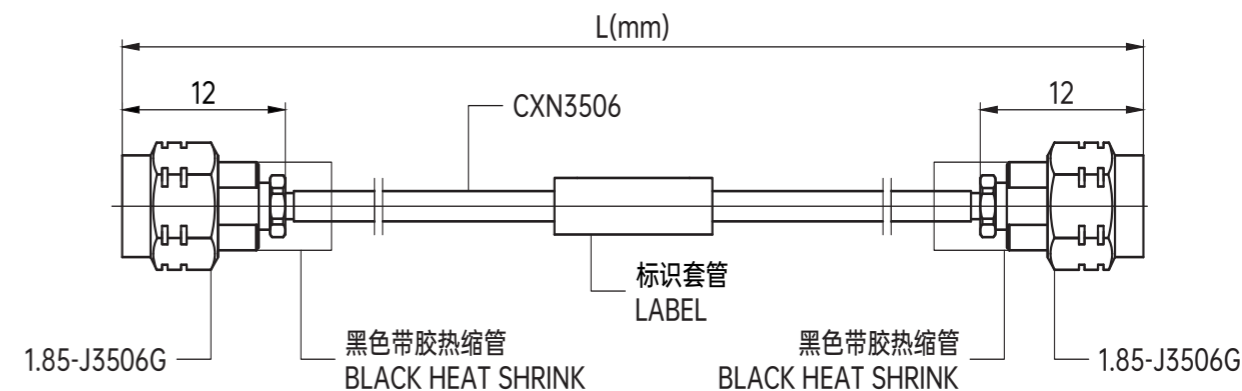 L(mm)
12
12
CXN3506
标识套管
LABEL
1.85-J3506G
黑色带胶热缩管
BLACK HEAT SHRINK
黑色带胶热缩管
BLACK HEAT SHRINK
1.85-J3506G